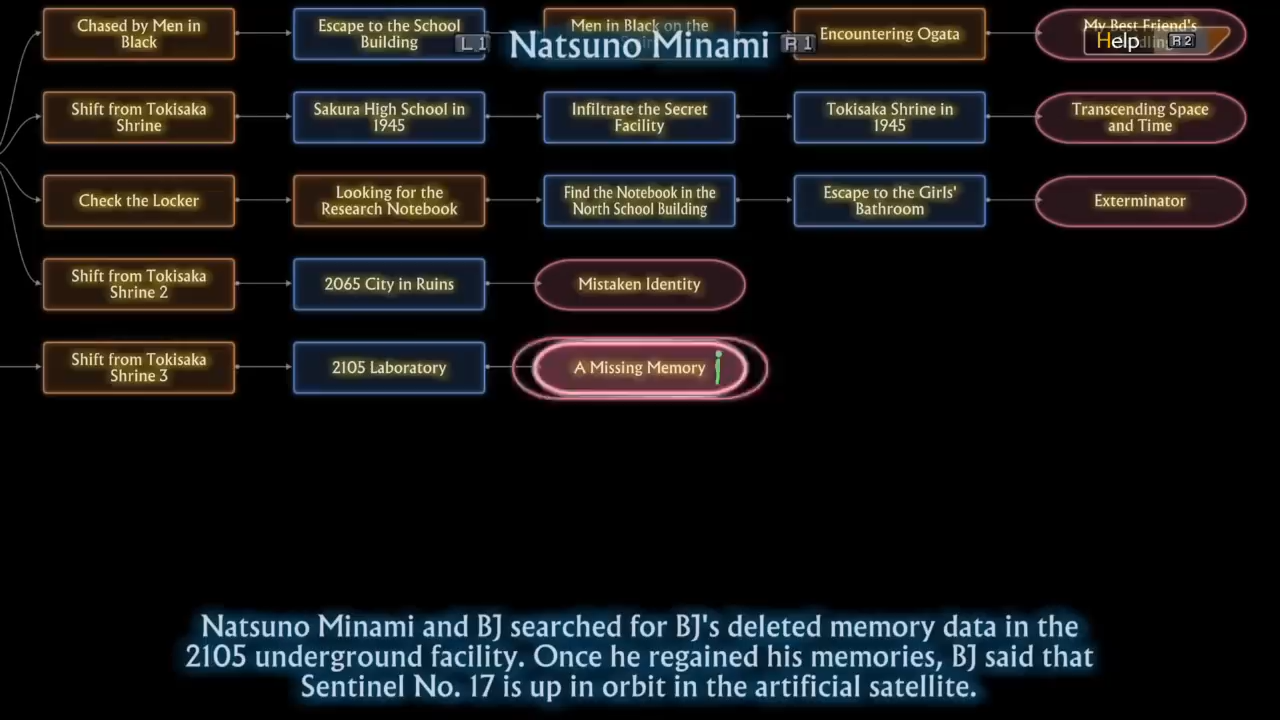 Chased by Men in
Black
Escape to the School
Building
Men in Black on the
Encountering Ogata
My Best Friend's
L 1
Natsuno Minami
R 1
Help
R 2
Shift from Tokisaka
Shrine
Sakura High School in
1945
Infiltrate the Secret
Facility
Tokisaka Shrine in
1945
Transcending Space
and Time
Check the Locker
Looking for the
Research Notebook
Find the Notebook in the
North School Building
Escape to the Girls'
Bathroom
Exterminator
Shift from Tokisaka
Shrine 2
2065 City in Ruins
Mistaken Identity
Shift from Tokisaka
Shrine 3
2105 Laboratory
A Missing Memory
Natsuno Minami and BJ searched for BJ's deleted memory data in the
2105 underground facility. Once he regained his memories, BJ said that
Sentinel No. 17 is up in orbit in the artificial satellite.